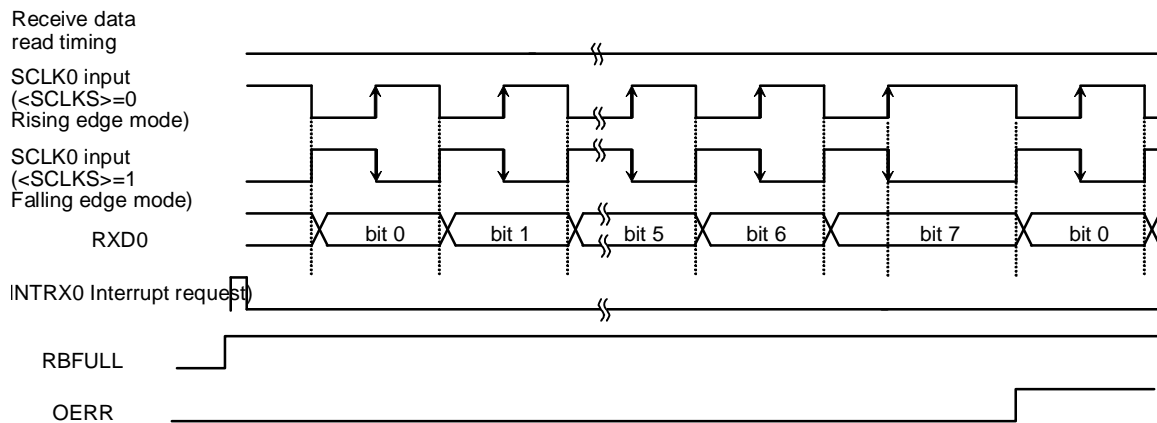 Receive data
read timing
SCLK0 input
(<SCLKS>=0
Rising edge mode)
SCLK0 input
(<SCLKS>=1
Falling edge mode)
RXD0
bit 0
bit 1
bit 5
bit 6
bit 7
bit 0
INTRX0 Interrupt request)
RBFULL
OERR